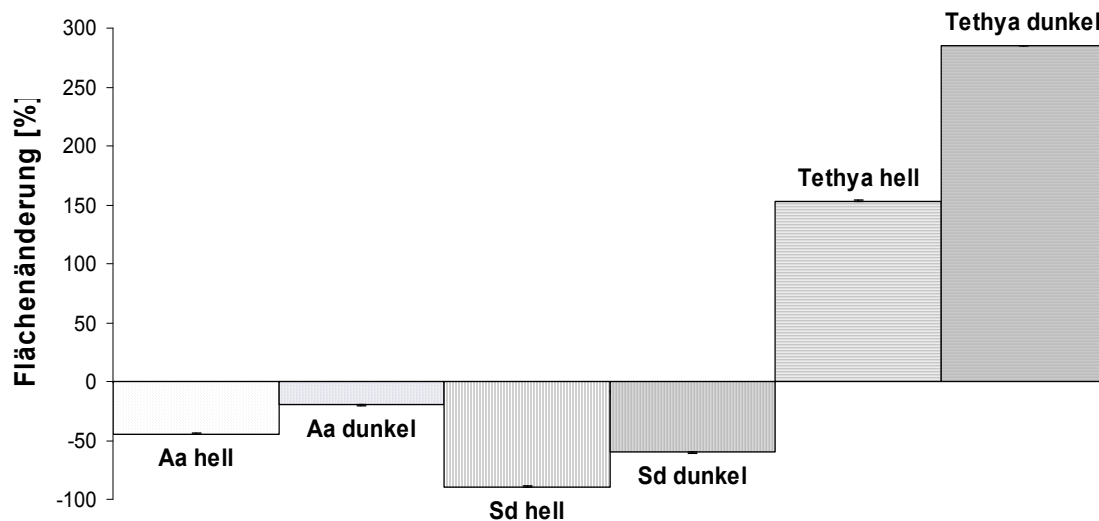 Tethya dunkel
300
250
200
Tethya hell
150
100
50
0
Aa dunkel
-50
Aa hell
Sd dunkel
-100
Sd hell
Flächenänderung [%]